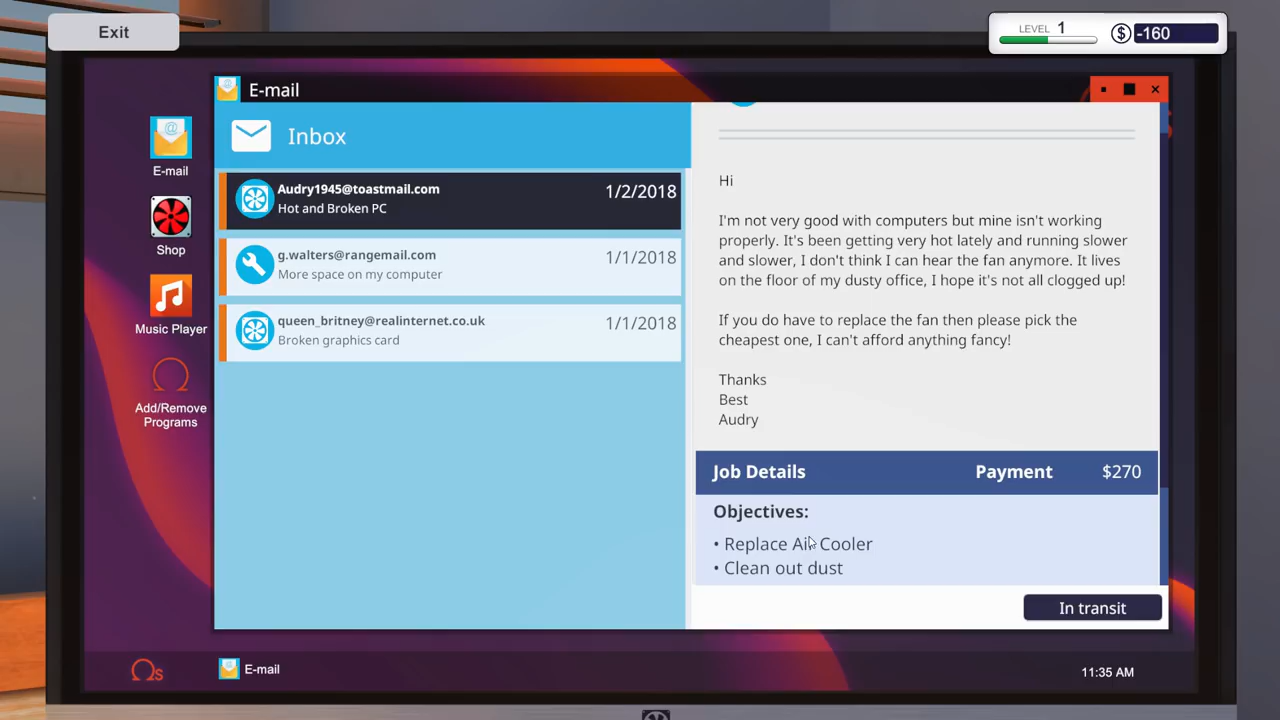 Exit
LEVEL 1
$ -160
E-mail
Inbox
E-mail
Shop
Music Player
Add/Remove
Programs
Audry1945@toastmail.com
1/2/2018
Hot and Broken PC
g.walters@rangemail.com
1/1/2018
More space on my computer
queen_britney@realinternet.co.uk
1/1/2018
Broken graphics card
Hi
I'm not very good with computers but mine isn't working
properly. It's been getting very hot lately and running slower
and slower, I don't think I can hear the fan anymore. It lives
on the floor of my dusty office, I hope it's not all clogged up!
If you do have to replace the fan then please pick the
cheapest one, I can't afford anything fancy!
Thanks
Best
Audry
Job Details Payment $270
Objectives:
• Replace Air Cooler
• Clean out dust
In transit
Ωs
E-mail
11:35 AM